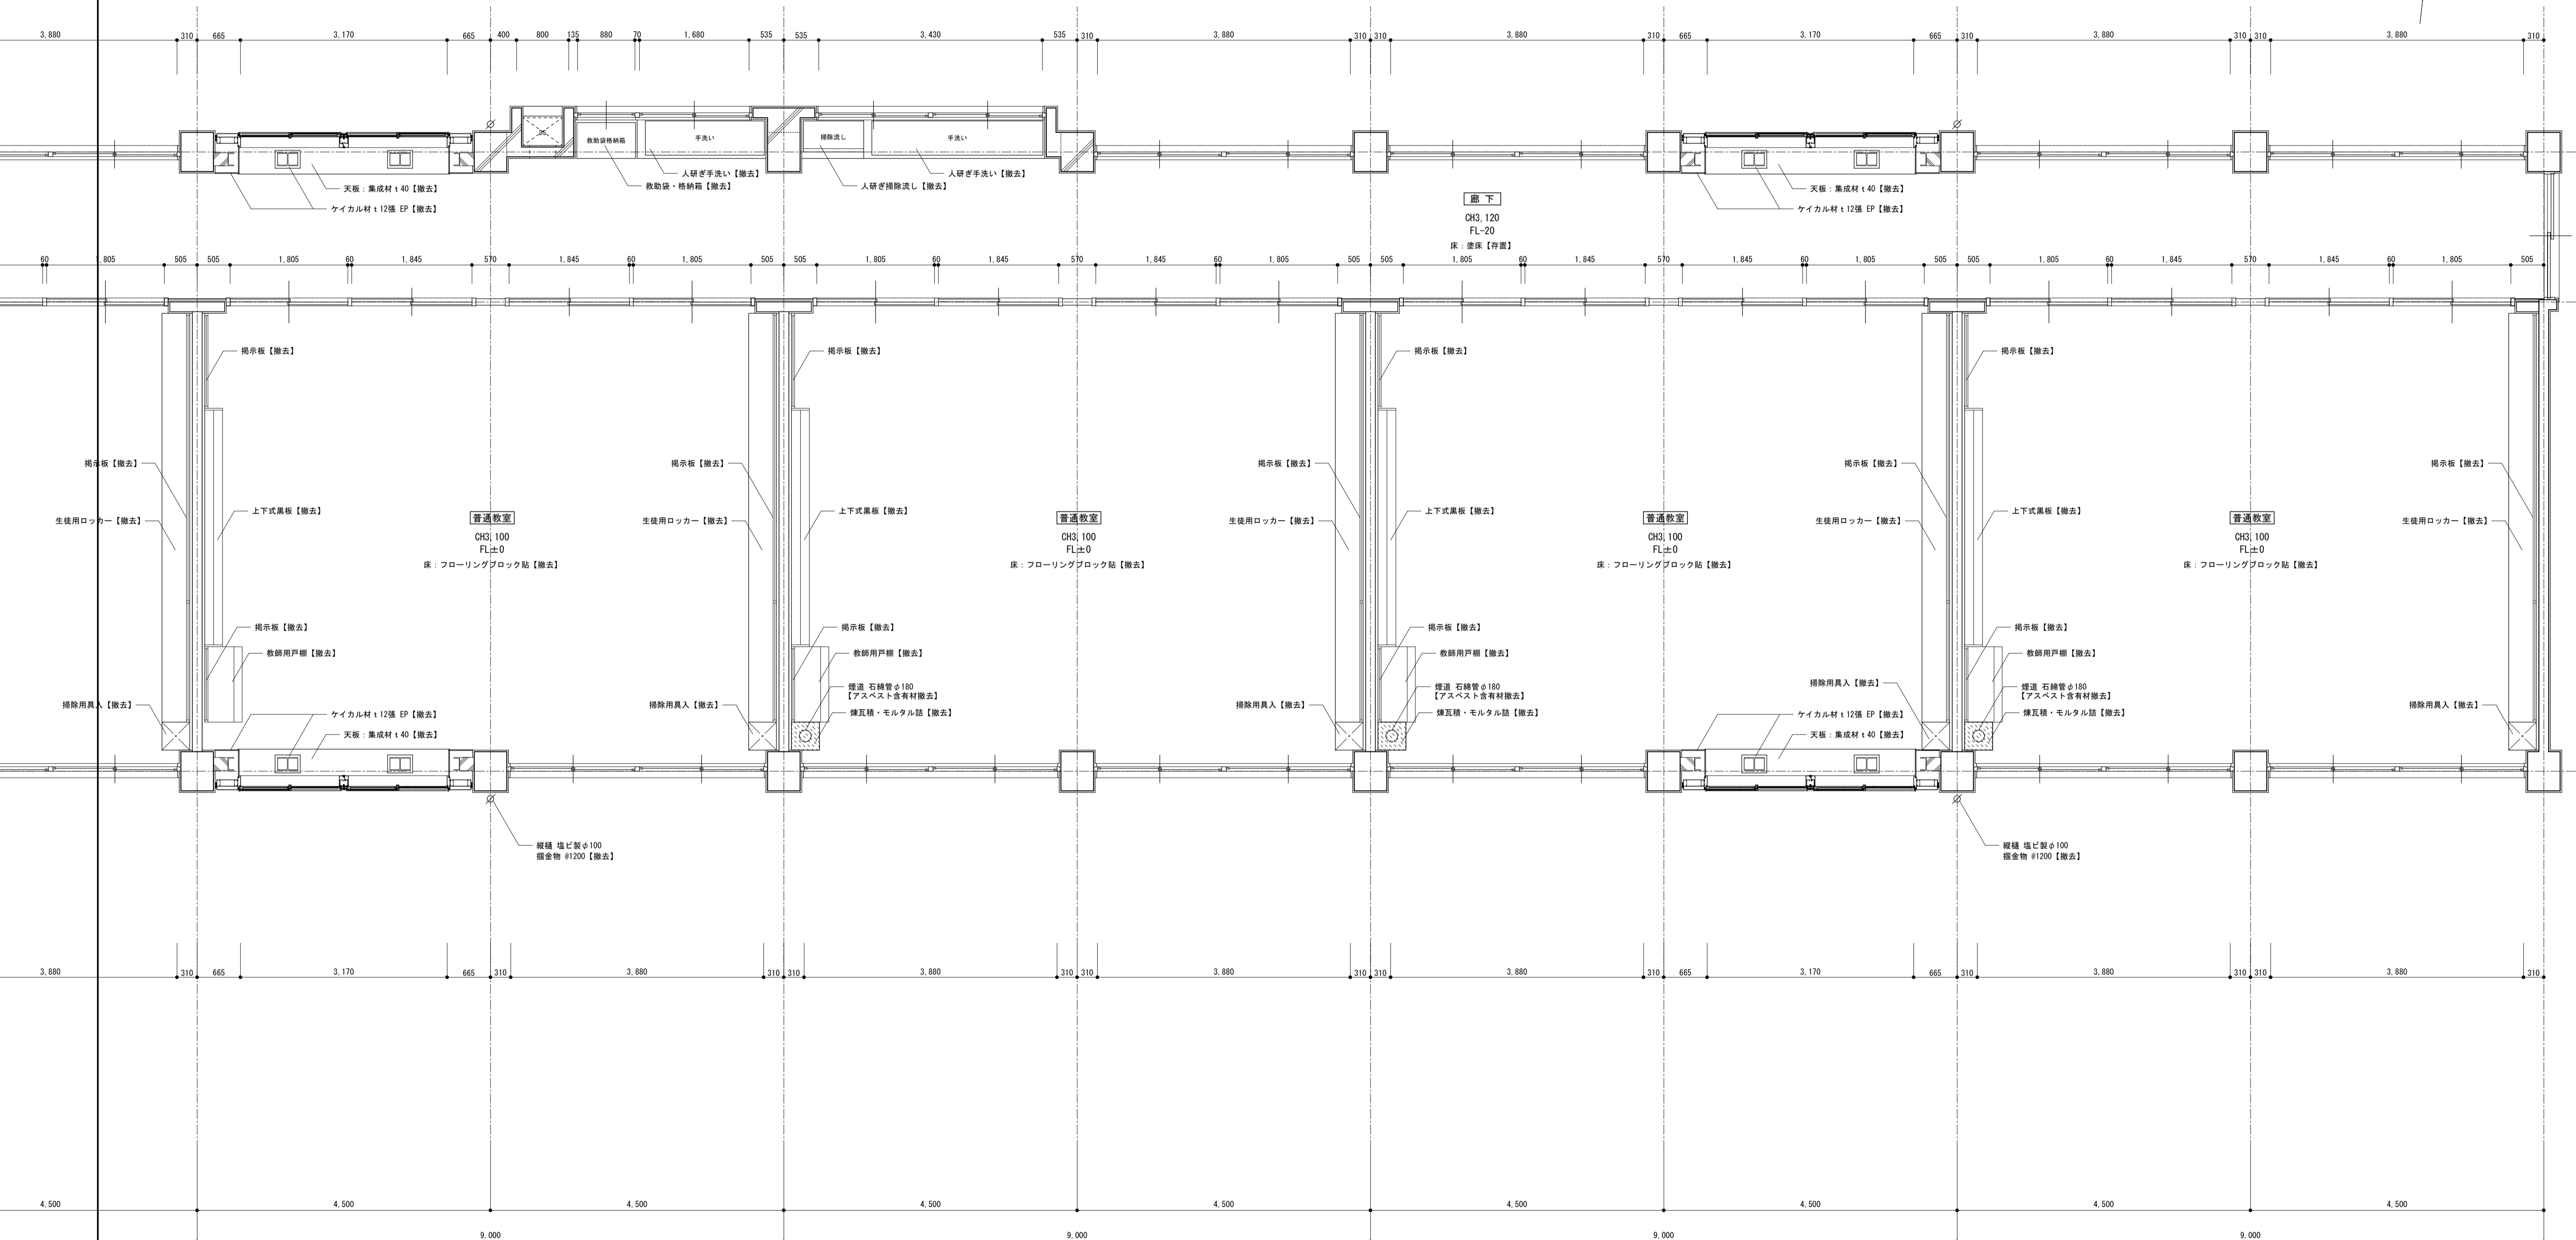 3,880 310 665 3,170 665 400 800 135 880 70 1,680 535 535 3,430 535 310 3,880 310 310 3,880 310 665 3,170 665 310 3,880 310 310 3,880 310
救助袋格納箱 手洗い 掃除流し 手洗い
人研ぎ手洗い【撤去】 人研ぎ手洗い【撤去】
救助袋・格納箱【撤去】 人研ぎ掃除流し【撤去】
天板：集成材ｔ40【撤去】 天板：集成材ｔ40【撤去】
ケイカル材ｔ12張 EP【撤去】 ケイカル材ｔ12張 EP【撤去】
廊 下
CH3,120
FL-20
床：塗床【存置】
60 1,805 505 505 1,805 60 1,845 570 1,845 60 1,805 505 505 1,805 60 1,845 570 1,845 60 1,805 505 505 1,805 60 1,845 570 1,845 60 1,805 505 505 1,805 60 1,845 570 1,845 60 1,805 505
掲示板【撤去】 掲示板【撤去】 掲示板【撤去】 掲示板【撤去】
掲示板【撤去】 掲示板【撤去】 掲示板【撤去】 掲示板【撤去】 掲示板【撤去】
上下式黒板【撤去】 上下式黒板【撤去】 上下式黒板【撤去】 上下式黒板【撤去】
生徒用ロッカー【撤去】 生徒用ロッカー【撤去】 生徒用ロッカー【撤去】 生徒用ロッカー【撤去】 生徒用ロッカー【撤去】
普通教室 普通教室 普通教室 普通教室
CH3,100 CH3,100 CH3,100 CH3,100
FL±0 FL±0 FL±0 FL±0
床：フローリングブロック貼【撤去】 床：フローリングブロック貼【撤去】 床：フローリングブロック貼【撤去】 床：フローリングブロック貼【撤去】
掲示板【撤去】 掲示板【撤去】 掲示板【撤去】 掲示板【撤去】
教師用戸棚【撤去】 教師用戸棚【撤去】 教師用戸棚【撤去】 教師用戸棚【撤去】
掃除用具入【撤去】
煙道 石綿管φ180 煙道 石綿管φ180 煙道 石綿管φ180
【アスベスト含有材撤去】 【アスベスト含有材撤去】 【アスベスト含有材撤去】
掃除用具入【撤去】 掃除用具入【撤去】 掃除用具入【撤去】 掃除用具入【撤去】
煉瓦積・モルタル詰【撤去】 煉瓦積・モルタル詰【撤去】 煉瓦積・モルタル詰【撤去】
ケイカル材ｔ12張 EP【撤去】 ケイカル材ｔ12張 EP【撤去】
天板：集成材ｔ40【撤去】 天板：集成材ｔ40【撤去】
縦樋 塩ビ製φ100 縦樋 塩ビ製φ100
掴金物 @1200【撤去】 掴金物 @1200【撤去】
3,880 310 665 3,170 665 310 3,880 310 310 3,880 310 310 3,880 310 310 3,880 310 665 3,170 665 310 3,880 310 310 3,880 310
4,500 4,500 4,500 4,500 4,500 4,500 4,500 4,500 4,500
9,000 9,000 9,000 9,000